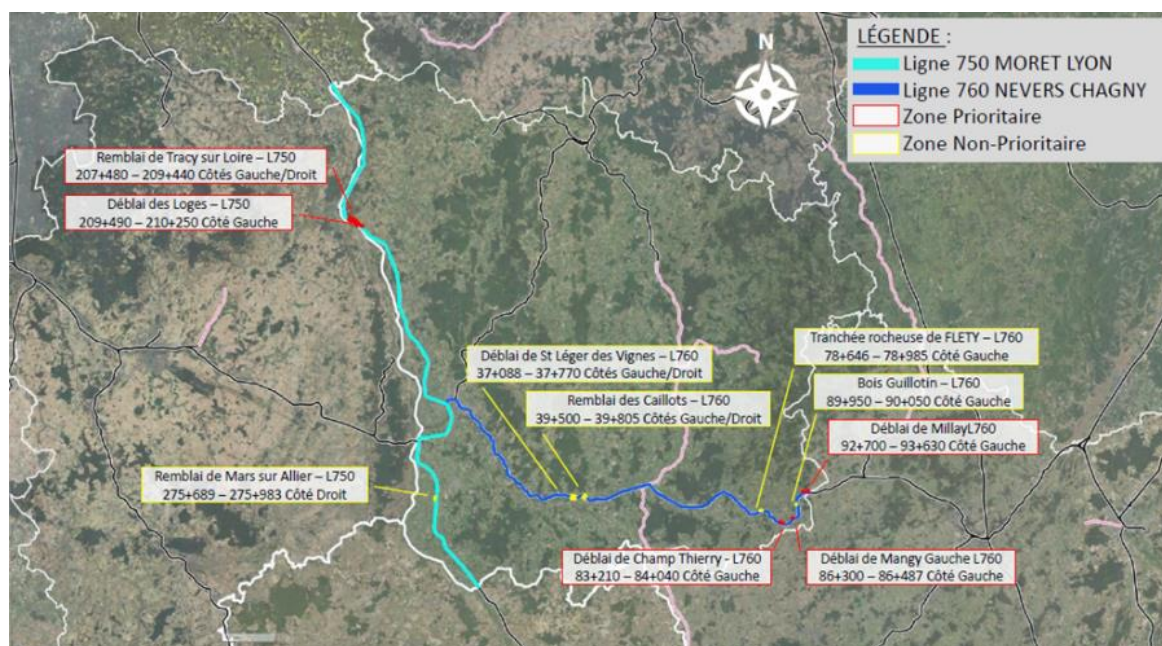 N
LÉGENDE :
Ligne 750 MORET LYON
Ligne 760 NEVERS CHAGNY
Zone Prioritaire
Zone Non-Prioritaire
Remblai de Tracy sur Loire – L750
207+480 – 209+440 Côtés Gauche/Droit
Déblai des Loges – L750
209+490 – 210+250 Côté Gauche
Déblai de St Léger des Vignes – L760
37+088 – 37+770 Côtés Gauche/Droit
Remblai des Caillots – L760
39+500 – 39+805 Côtés Gauche/Droit
Tranchée rocheuse de FLETY – L760
78+646 – 78+985 Côté Gauche
Bois Guillotin – L760
89+950 – 90+050 Côté Gauche
Déblai de MillayL760
92+700 – 93+630 Côté Gauche
Remblai de Mars sur Allier – L750
275+689 – 275+983 Côté Droit
Déblai de Champ Thierry - L760
83+210 – 84+040 Côté Gauche
Déblai de Mangy Gauche L760
86+300 – 86+487 Côté Gauche